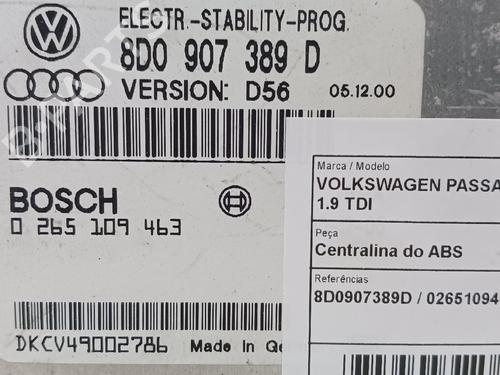 ELECTR.-STABILITY-PROG.
8D0 907 389 D
VERSION: D56 05.12.00
BOSCH
0 265 109 463
DKCV49002786 Made in
Marca / Modelo
VOLKSWAGEN
1.9 TDI
Peça
Centralina do ABS
Referências
8D0907389D / 02651094
B-PARTS